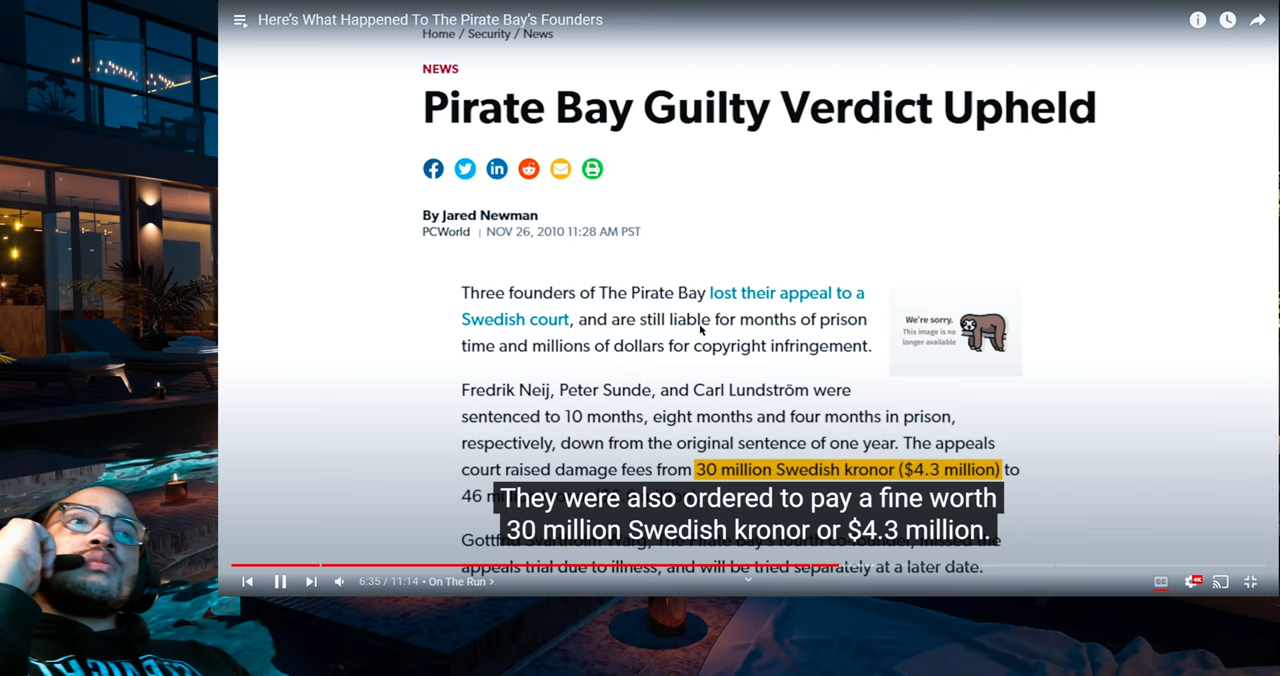 Here's What Happened To The Pirate Bay's Founders
Home / Security / News
NEWS
Pirate Bay Guilty Verdict Upheld
By Jared Newman
PCWorld | NOV 26, 2010 11:28 AM PST
Three founders of The Pirate Bay lost their appeal to a
Swedish court, and are still liable for months of prison
time and millions of dollars for copyright infringement.
We're sorry.
This image is no
longer available
Fredrik Neij, Peter Sunde, and Carl Lundström were
sentenced to 10 months, eight months and four months in prison,
respectively, down from the original sentence of one year. The appeals
court raised damage fees from 30 million Swedish kronor ($4.3 million) to
46
They were also ordered to pay a fine worth
30 million Swedish kronor or $4.3 million.
appeals trial due to illness, and will be tried separately at a later date.
6:35 / 11:14 • On The Run >
CC
4K